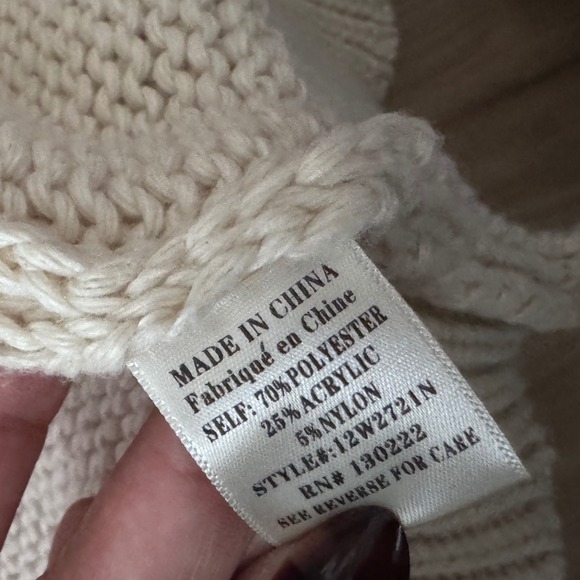 MADE IN CHINA
Fabriqué en Chine
SELF: 70%POLYESTER
25%ACRYLIC
5%NYLON
STYLE#:12W2721N
RN# 130222
SEE REVERSE FOR CARE